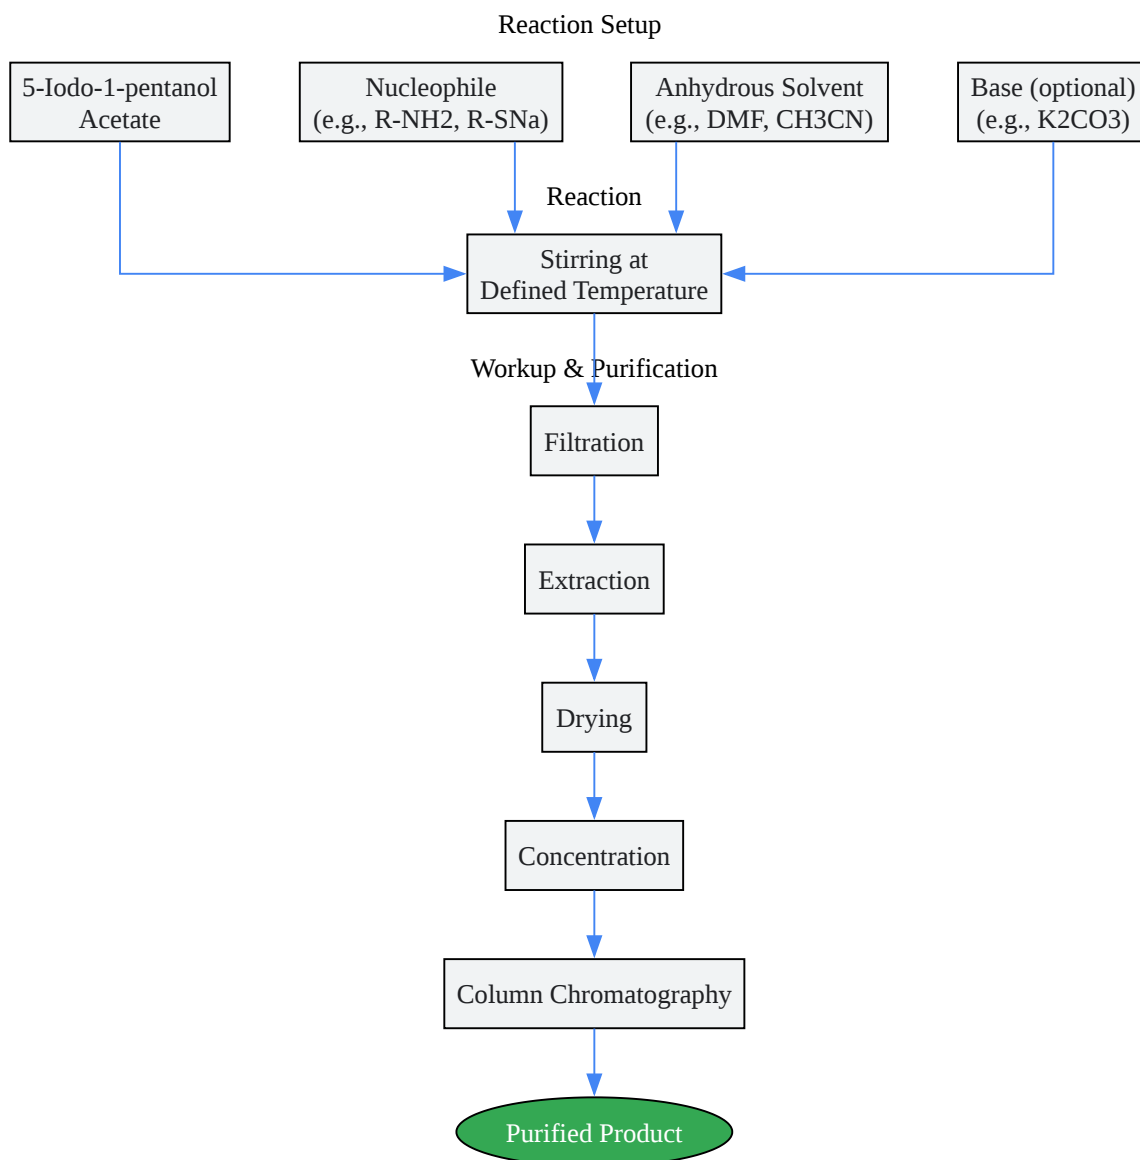 Reaction Setup
5-Iodo-1-pentanol
Acetate
Nucleophile
(e.g., R-NH2, R-SNa)
Anhydrous Solvent
(e.g., DMF, CH3CN)
Base (optional)
(e.g., K2CO3)
Reaction
Stirring at
Defined Temperature
Workup & Purification
Filtration
Extraction
Drying
Concentration
Column Chromatography
Purified Product